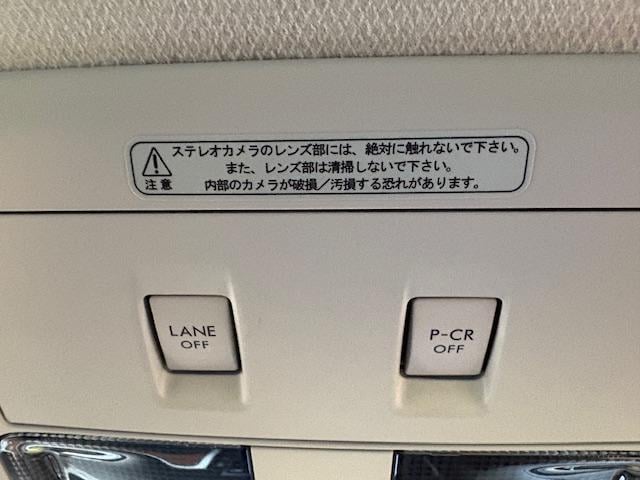 ステレオカメラのレンズ部には、絶対に触れないで下さい。
また、レンズ部は清掃しないで下さい。
内部のカメラが破損／汚損する恐れがあります。
注意
LANE
OFF
P-CR
OFF